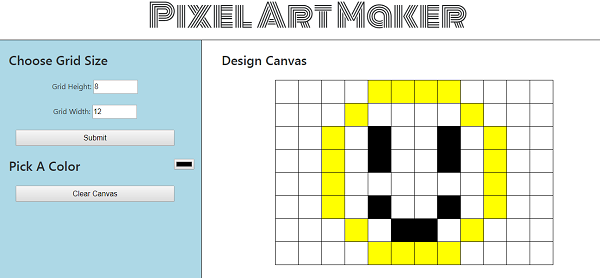 Pixel Art Maker
Choose Grid Size
Grid Height: 8
Grid Width: 12
Submit
Pick A Color
Clear Canvas
Design Canvas